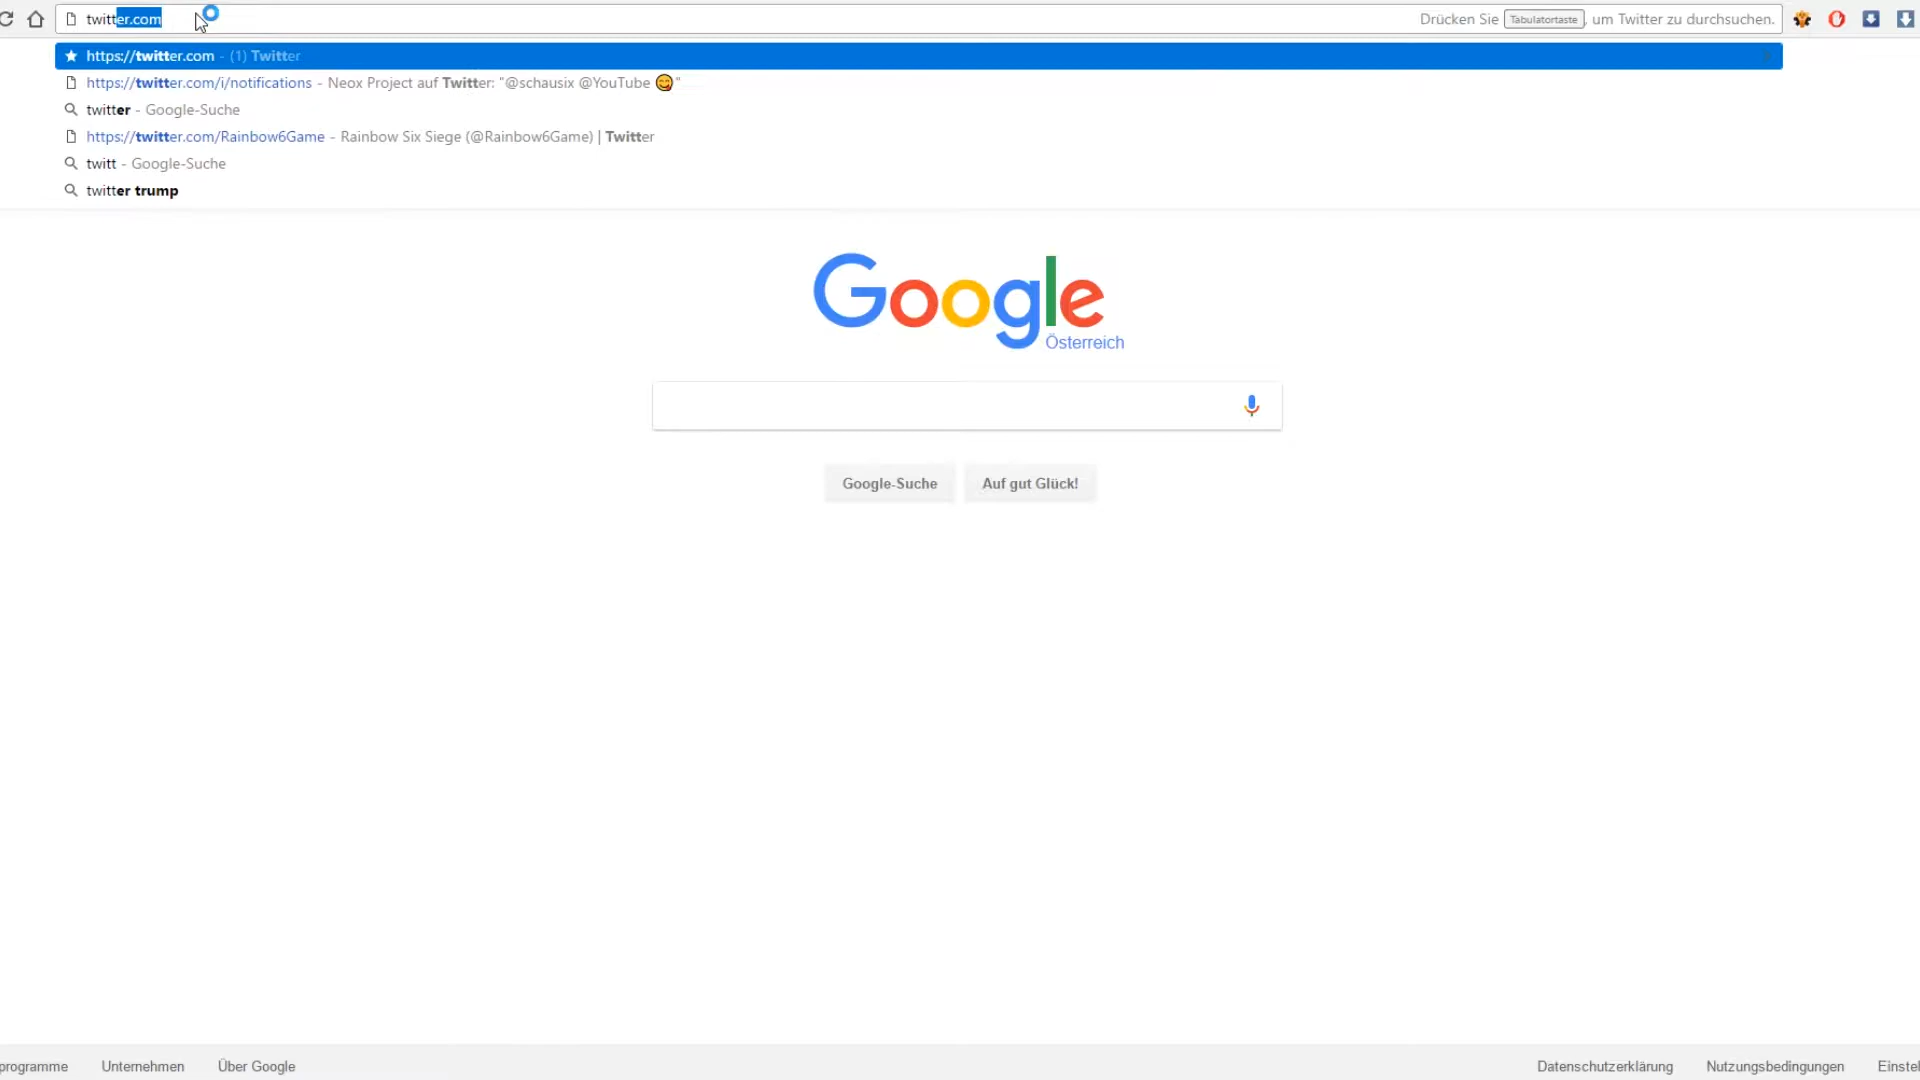 twitter.com Drücken Sie Tabulatortaste, um Twitter zu durchsuchen.
https://twitter.com - (1) Twitter
https://twitter.com/i/notifications - Neox Project auf Twitter: "@schausix @YouTube 😋"
twitter - Google-Suche
https://twitter.com/Rainbow6Game - Rainbow Six Siege (@Rainbow6Game) | Twitter
twitt - Google-Suche
twitter trump
Google
Österreich
Google-Suche Auf gut Glück!
programme Unternehmen Über Google Datenschutzerklärung Nutzungsbedingungen Einstel